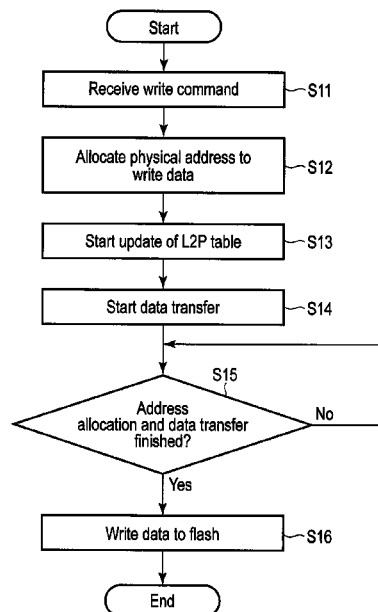 Start
Receive write command
S11
Allocate physical address to
write data
S12
Start update of L2P table
S13
Start data transfer
S14
S15
Address
allocation and data transfer
finished?
No
Yes
Write data to flash
S16
End